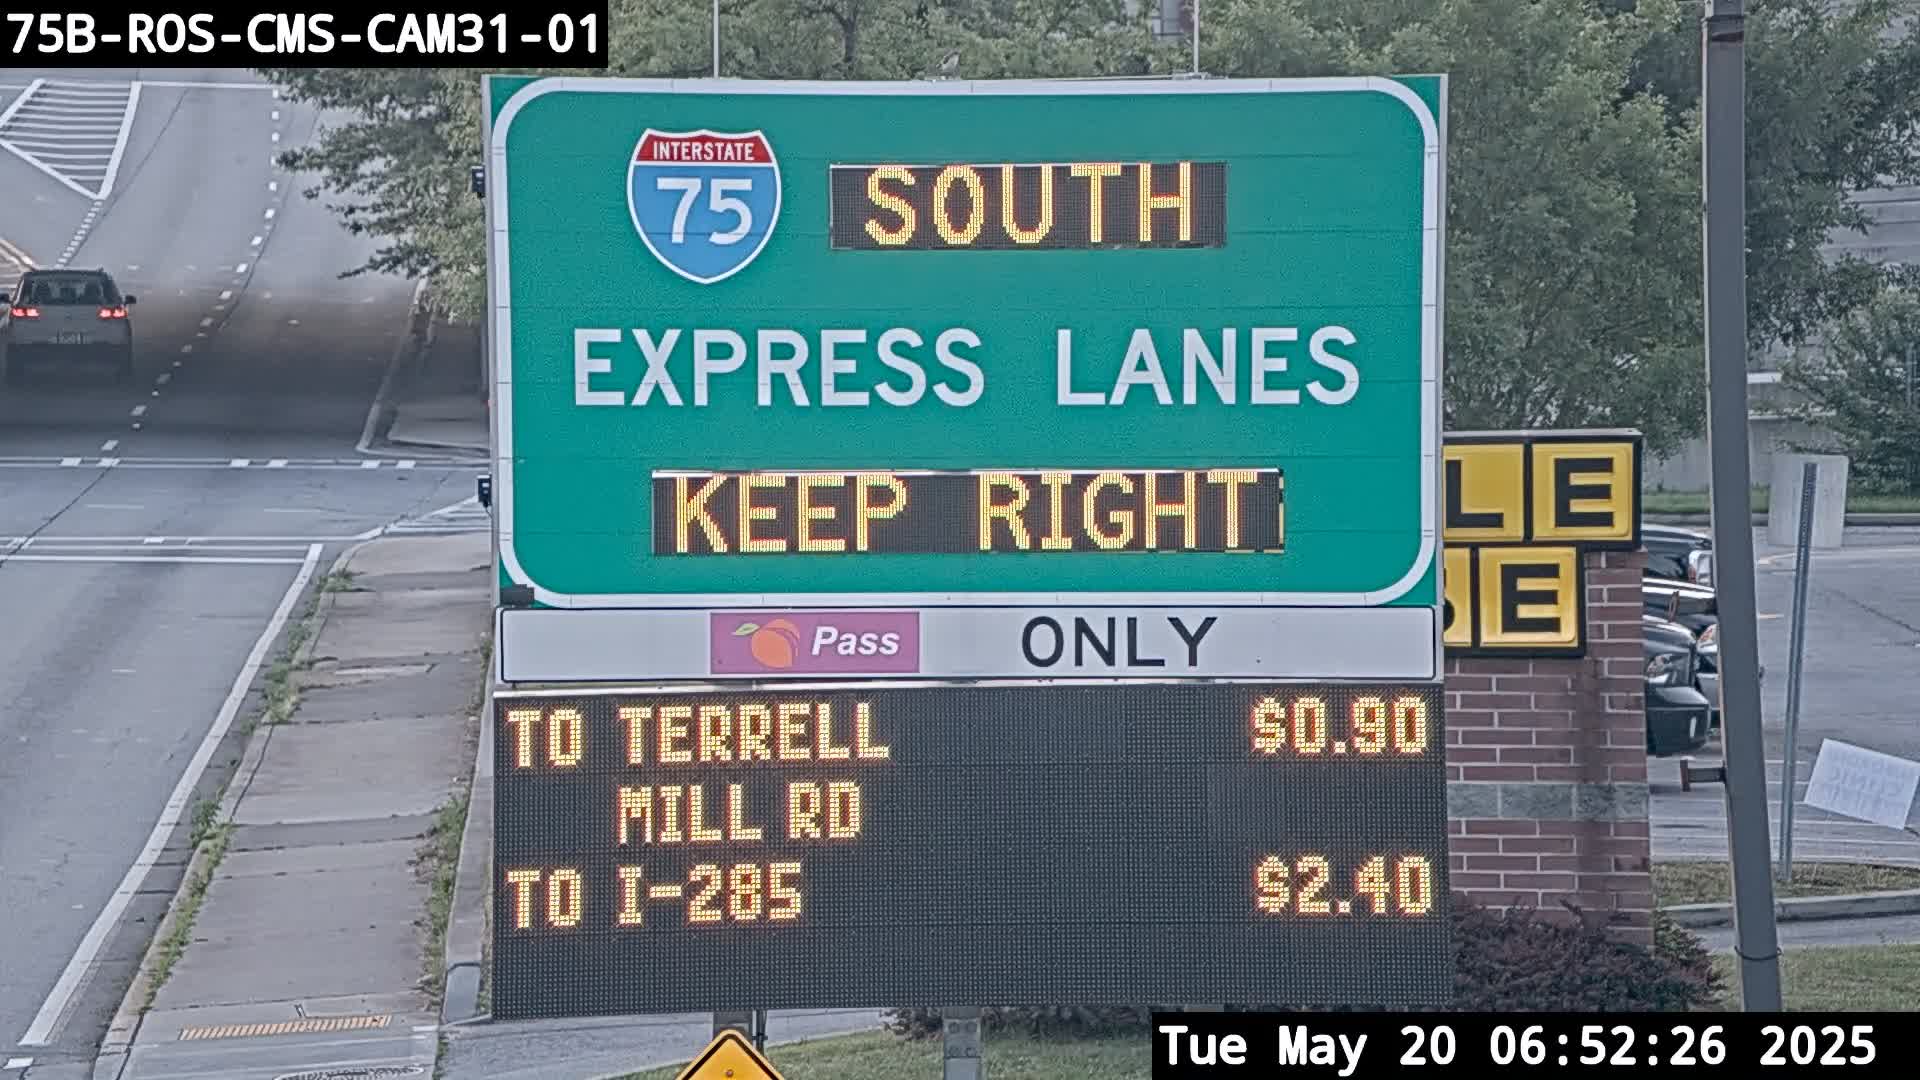 75B-ROS-CMS-CAM31-01
INTERSTATE
75
SOUTH
EXPRESS LANES
KEEP RIGHT
Pass ONLY
TO TERRELL $0.90
MILL RD
TO I-285 $2.40
LE
E
Tue May 20 06:52:26 2025